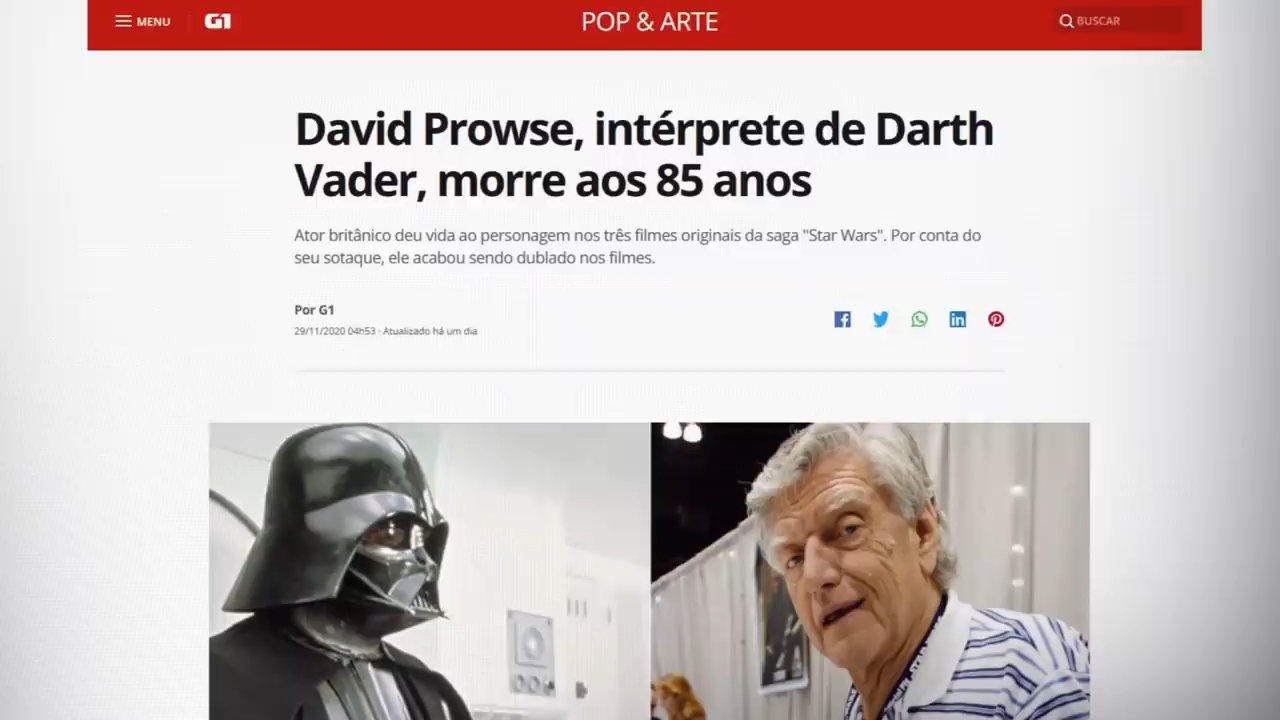 MENU
G1
POP & ARTE
BUSCAR
David Prowse, intérprete de Darth
Vader, morre aos 85 anos
Ator britânico deu vida ao personagem nos três filmes originais da saga "Star Wars". Por conta do
seu sotaque, ele acabou sendo dublado nos filmes.
Por G1
29/11/2020 04h53 · Atualizado há um dia